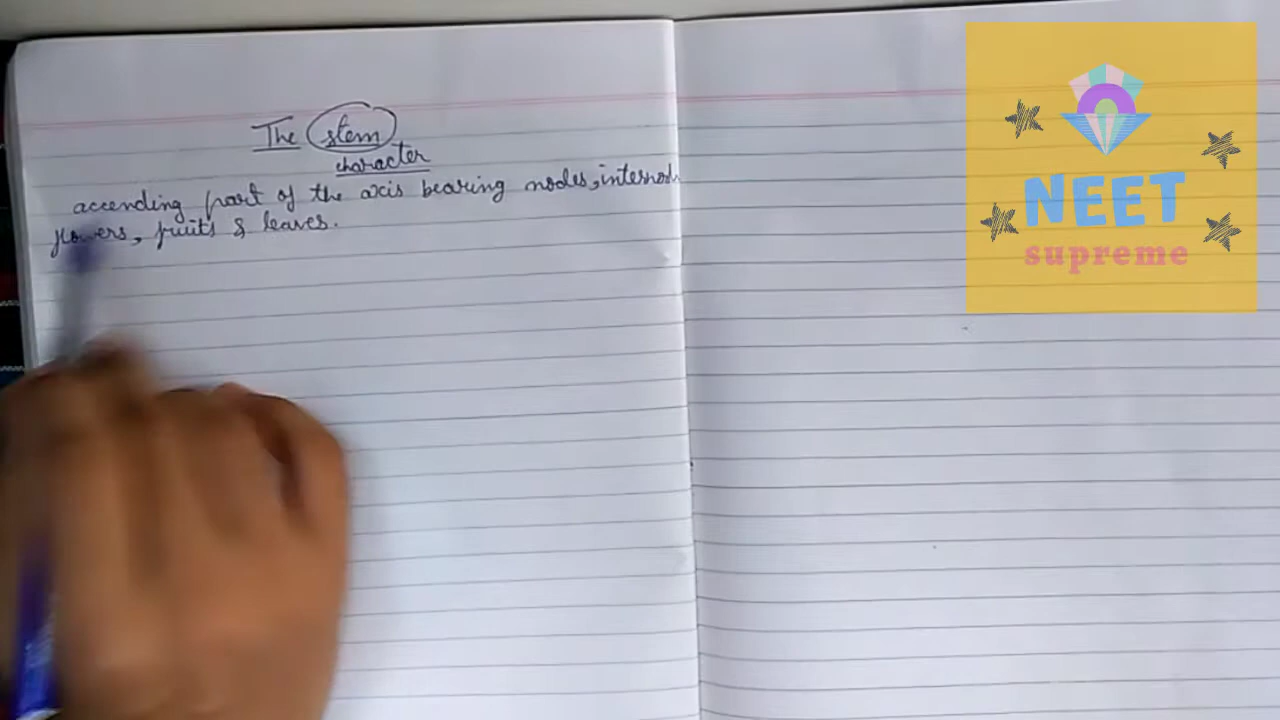 The stem
character
accending part of the axis bearing nodes, internod
flowers, fruits & leaves.
NEET
supreme